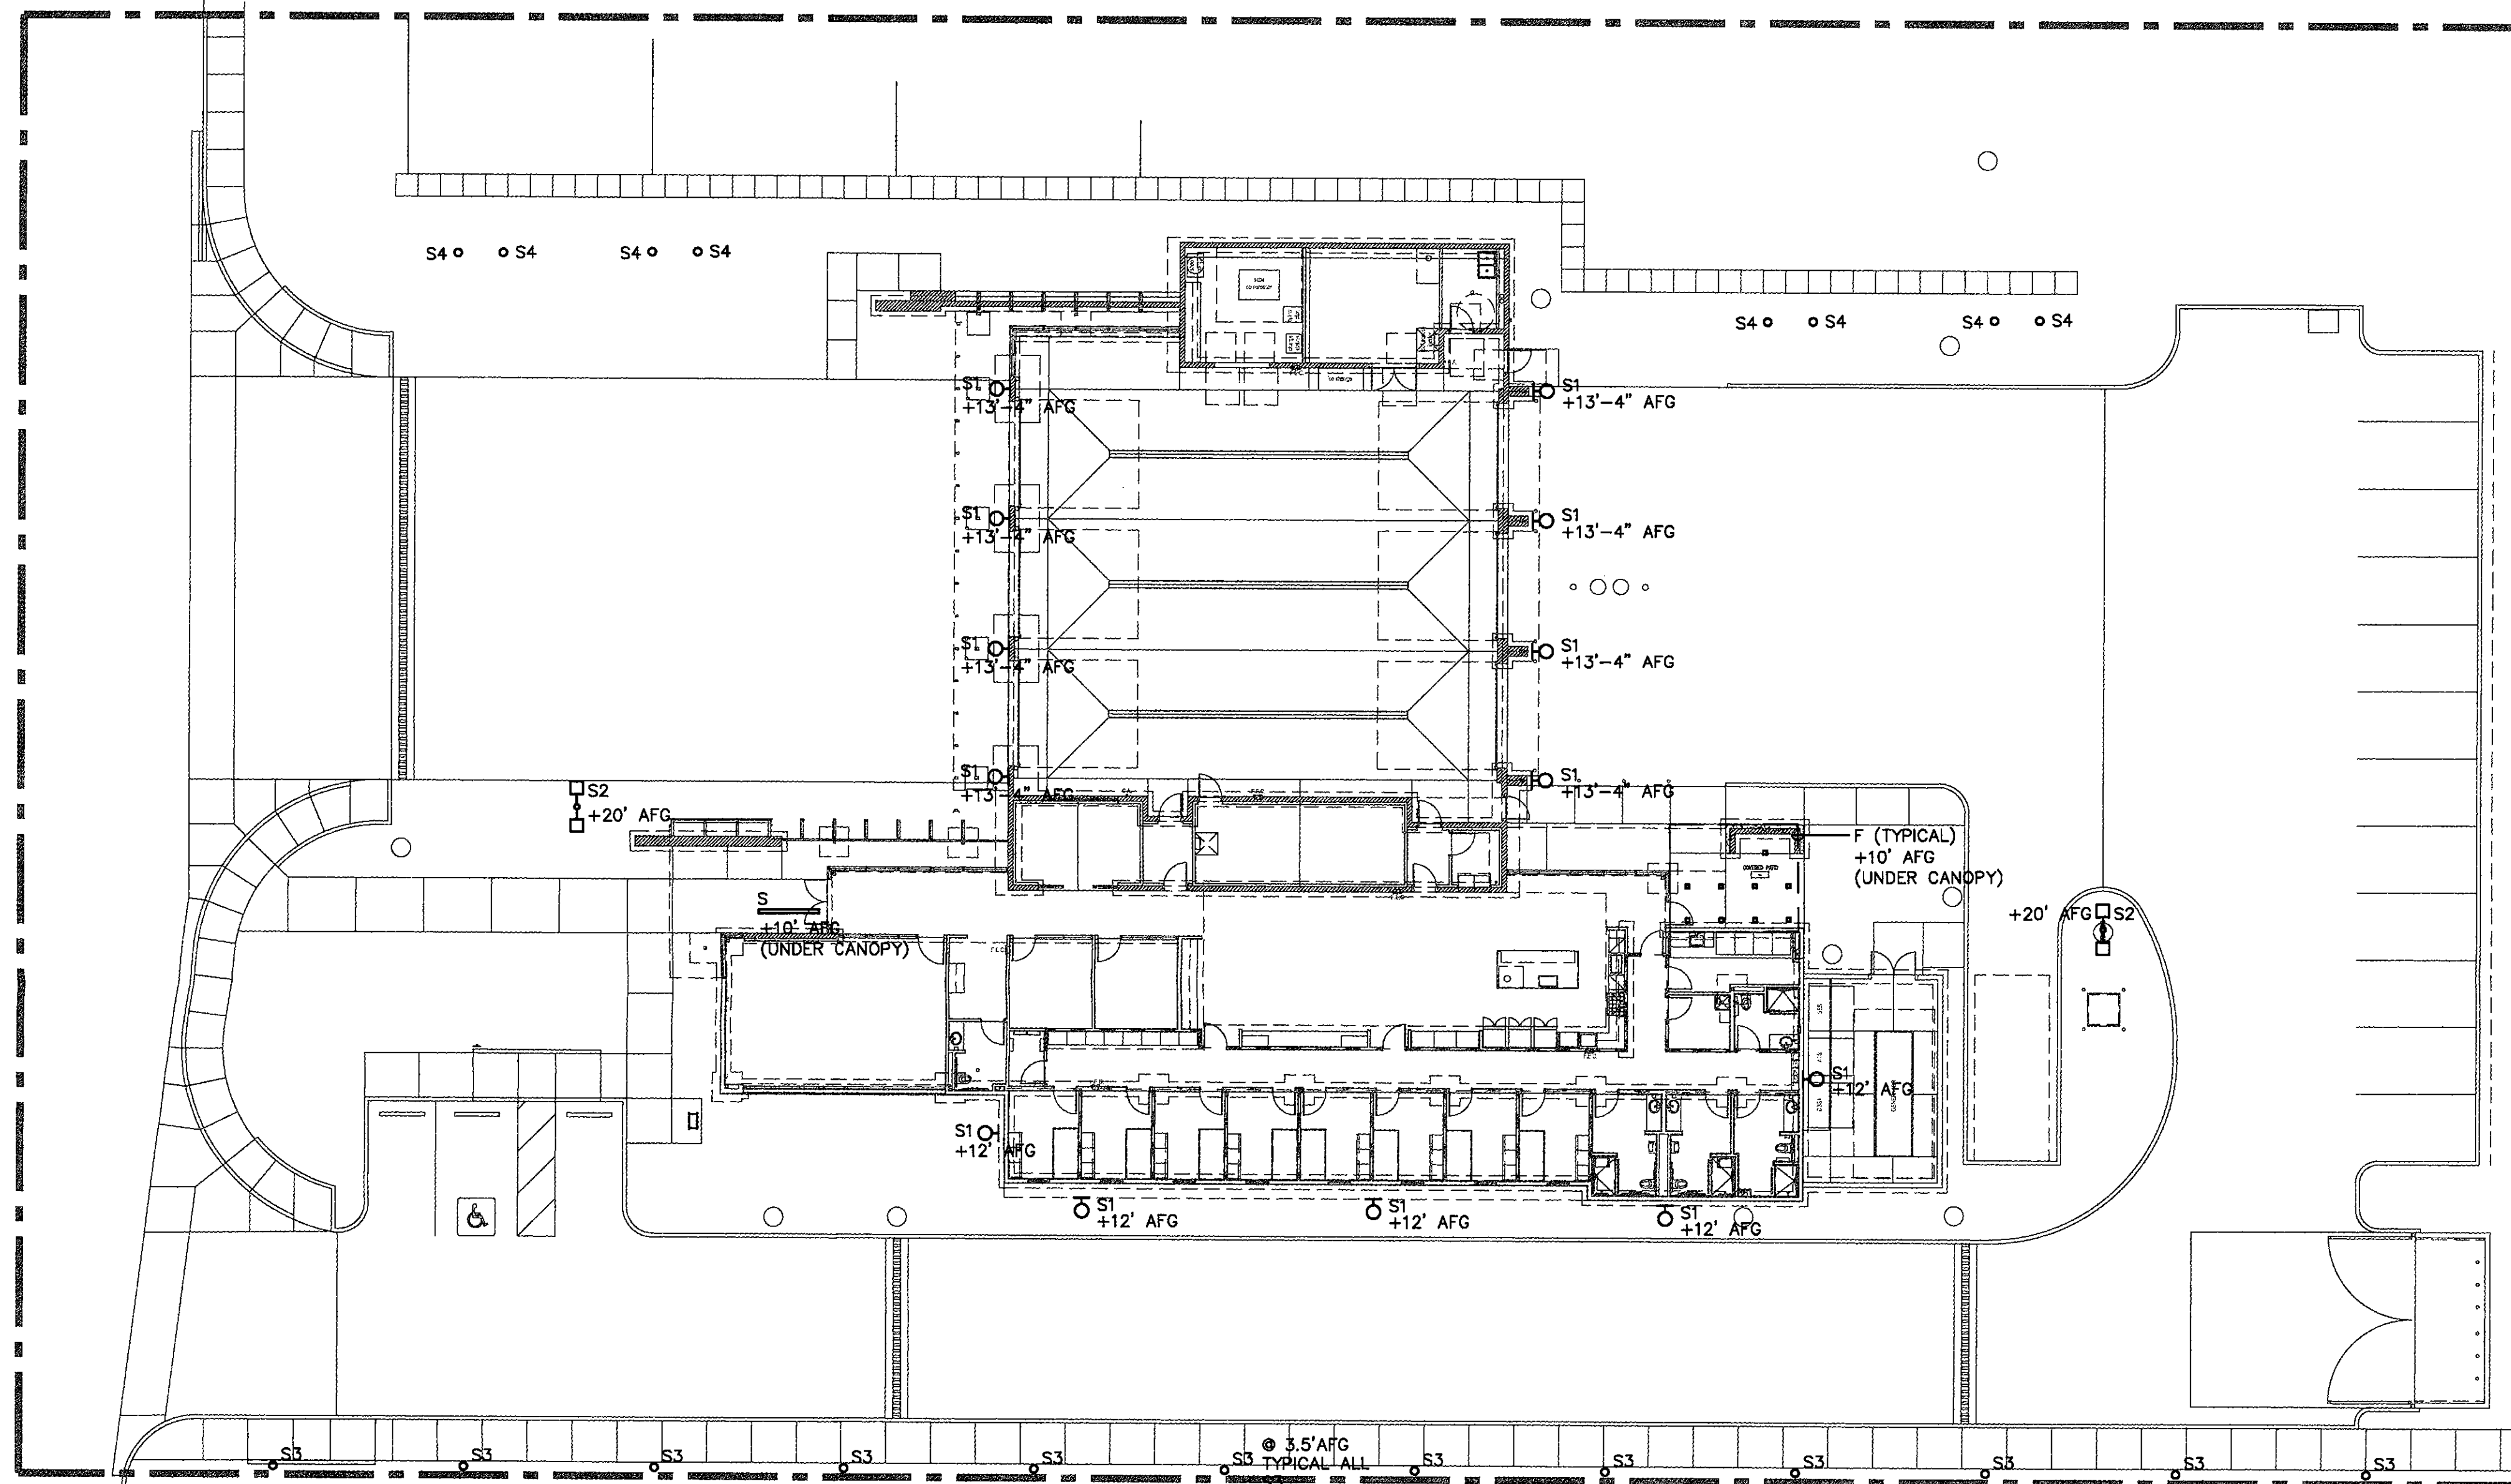 S4 S4 S4 S4
S4 S4 S4 S4
S1
+13'-4" AFG
S1
+13'-4" AFG
S1
+13'-4" AFG
S1
+13'-4" AFG
S1
+13'-4" AFG
S1
+13'-4" AFG
S1
+13'-4" AFG
S1
+13'-4" AFG
S2
+20' AFG
F (TYPICAL)
+10' AFG
(UNDER CANOPY)
COVERED PATIO
S
+10' AFG
(UNDER CANOPY)
+20' AFG S2
S1
+12' AFG
S1
+12' AFG
S1
+12' AFG
S1
+12' AFG
S1
+12' AFG
@ 3.5'AFG
TYPICAL ALL
S3 S3 S3 S3 S3 S3 S3 S3 S3 S3 S3 S3